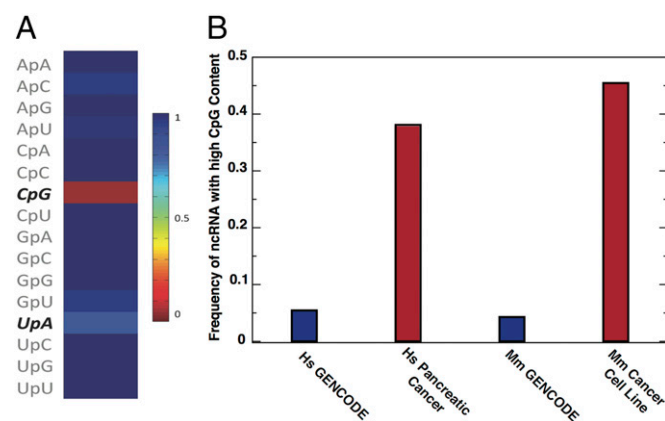 A
ApA
ApC
ApG
ApU
CpA
CpC
CpG
CpU
GpA
GpC
GpG
GpU
UpA
UpC
UpG
UpU
1
0.5
0
B
Frequency of ncRNA with high CpG Content
0.5
0.4
0.3
0.2
0.1
0
Hs GENCODE
Hs Pancreatic
Cancer
Mm GENCODE
Mm Cancer
Cell Line